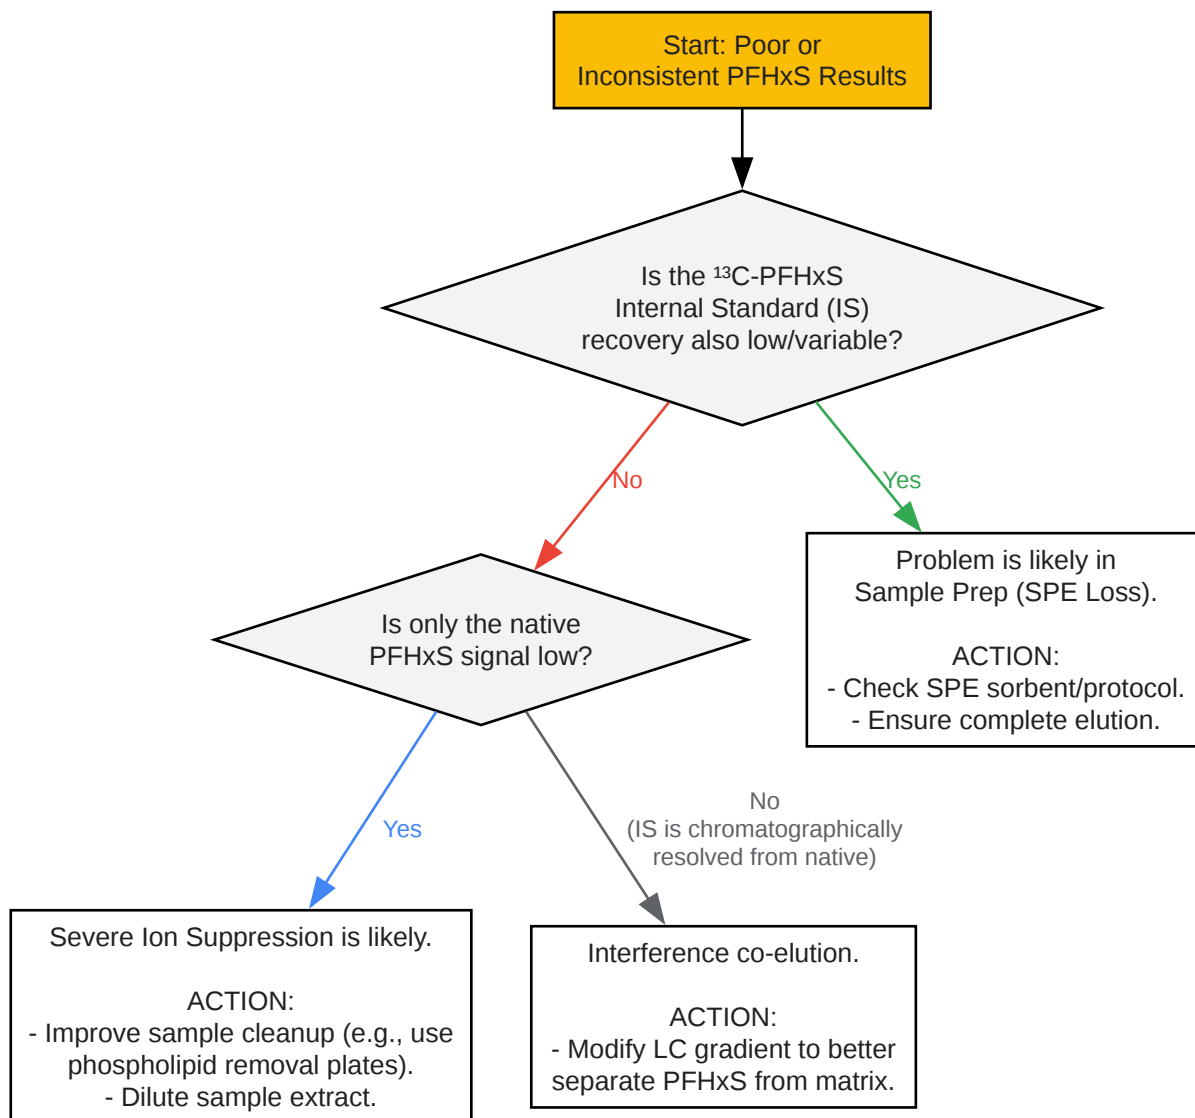 Start: Poor or
Inconsistent PFHxS Results
Is the ¹³C-PFHxS
Internal Standard (IS)
recovery also low/variable?
No
Yes
Is only the native
PFHxS signal low?
Problem is likely in
Sample Prep (SPE Loss).
ACTION:
- Check SPE sorbent/protocol.
- Ensure complete elution.
Yes
No
(IS is chromatographically
resolved from native)
Severe Ion Suppression is likely.
ACTION:
- Improve sample cleanup (e.g., use
phospholipid removal plates).
- Dilute sample extract.
Interference co-elution.
ACTION:
- Modify LC gradient to better
separate PFHxS from matrix.